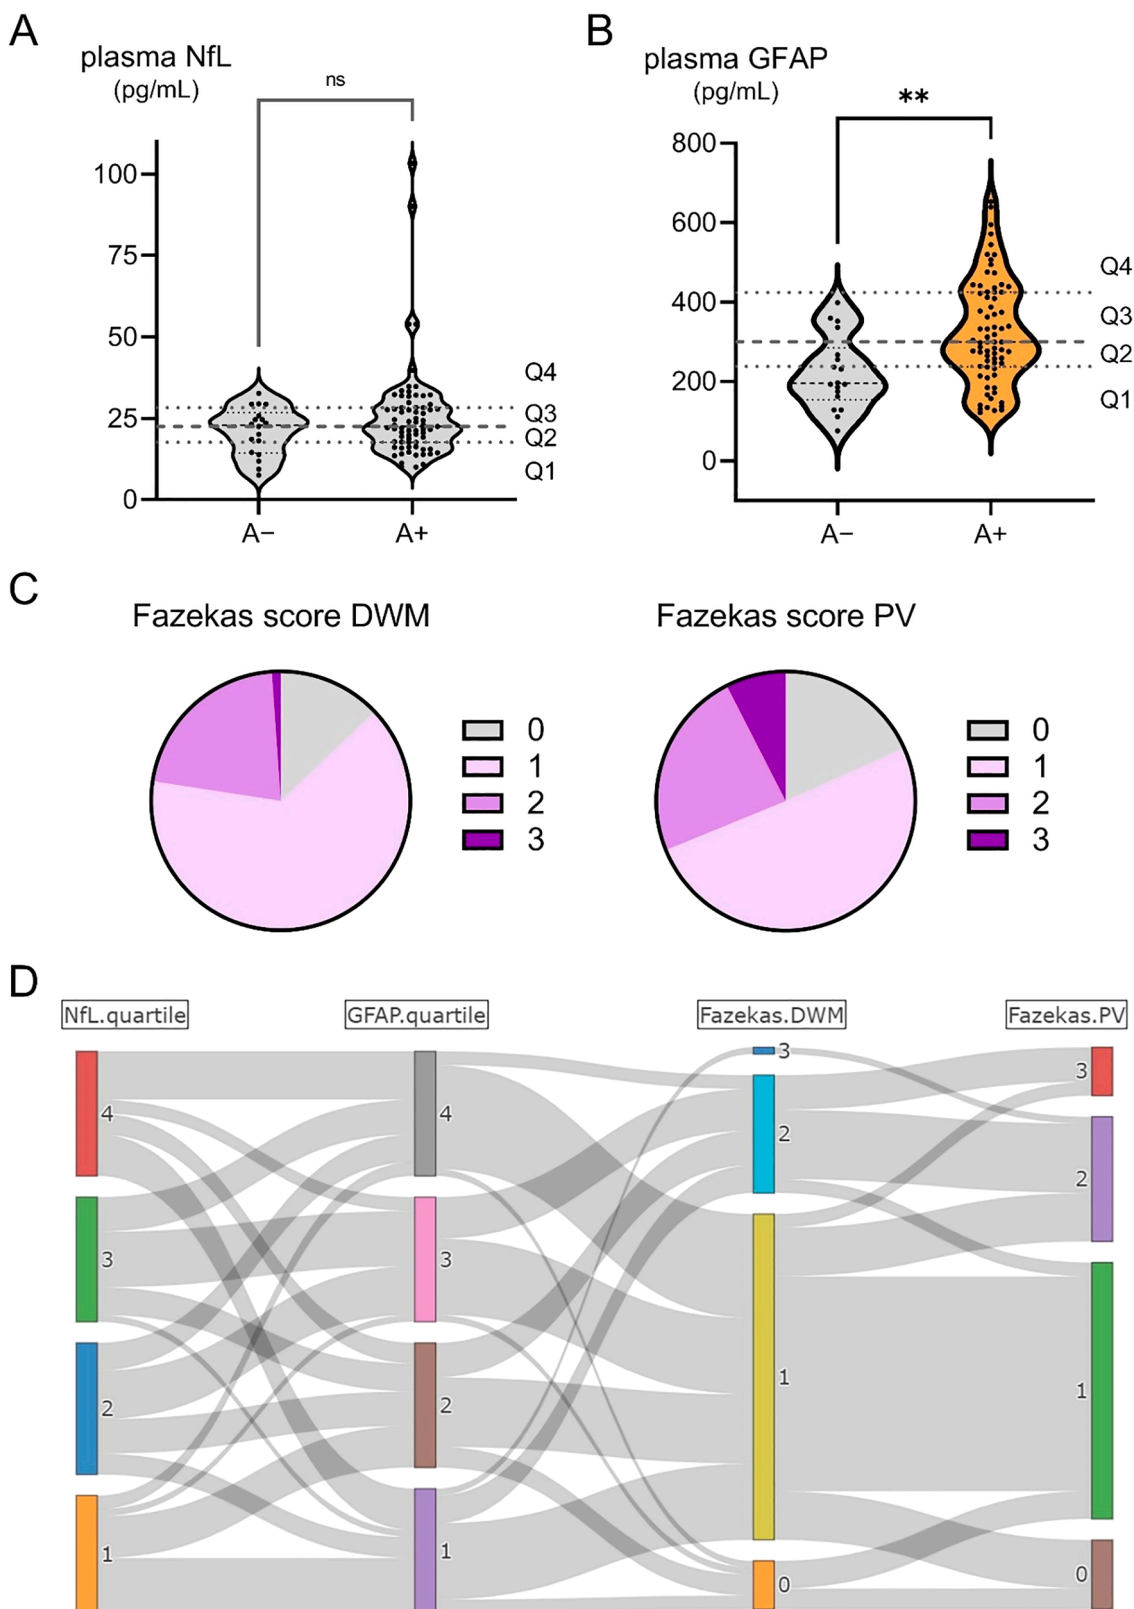 A
plasma NfL
(pg/mL)
ns
100
75
50
25
0
Q4
Q3
Q2
Q1
A−
A+
B
plasma GFAP
(pg/mL)
**
800
600
400
200
0
Q4
Q3
Q2
Q1
A−
A+
C
Fazekas score DWM
0
1
2
3
Fazekas score PV
0
1
2
3
D
NfL.quartile
GFAP.quartile
Fazekas.DWM
Fazekas.PV
4
3
2
1
4
3
2
1
3
2
1
0
3
2
1
0